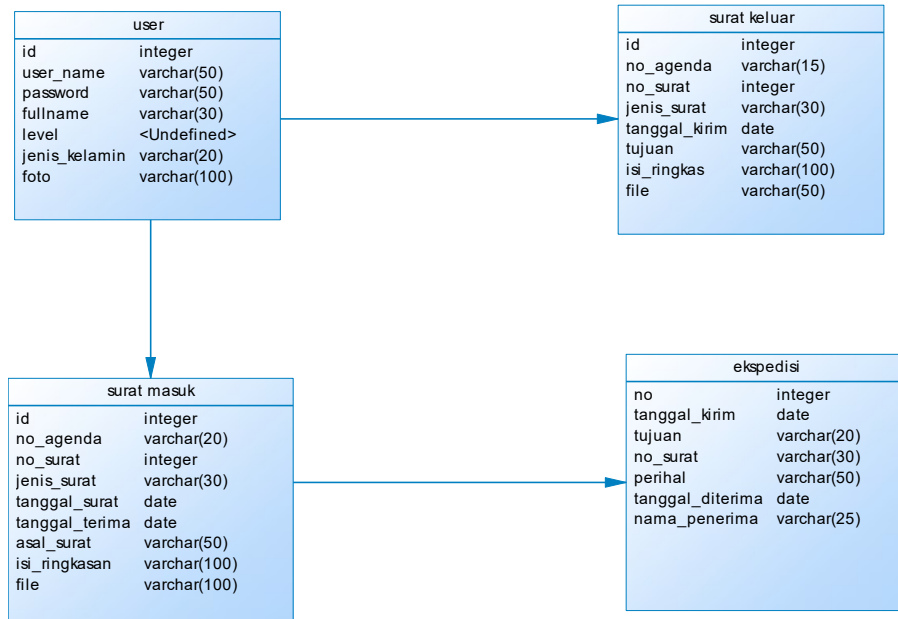 user
id integer
user_name varchar(50)
password varchar(50)
fullname varchar(30)
level <Undefined>
jenis_kelamin varchar(20)
foto varchar(100)
surat keluar
id integer
no_agenda varchar(15)
no_surat integer
jenis_surat varchar(30)
tanggal_kirim date
tujuan varchar(50)
isi_ringkas varchar(100)
file varchar(50)
surat masuk
id integer
no_agenda varchar(20)
no_surat integer
jenis_surat varchar(30)
tanggal_surat date
tanggal_terima date
asal_surat varchar(50)
isi_ringkasan varchar(100)
file varchar(100)
ekspedisi
no integer
tanggal_kirim date
tujuan varchar(20)
no_surat varchar(30)
perihal varchar(50)
tanggal_diterima date
nama_penerima varchar(25)